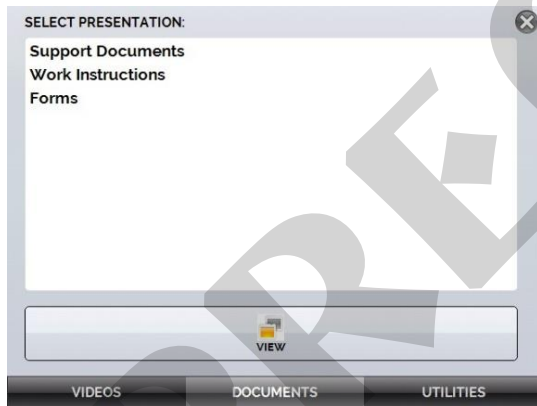 SELECT PRESENTATION:
Support Documents
Work Instructions
Forms
VIEW
VIDEOS DOCUMENTS UTILITIES